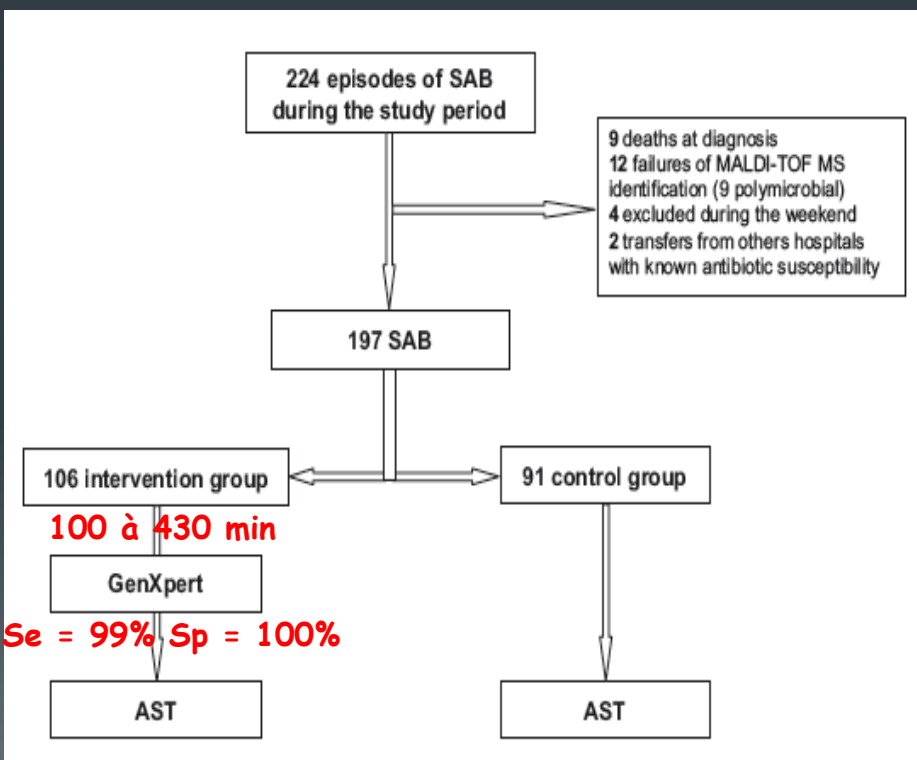 224 episodes of SAB
during the study period
9 deaths at diagnosis
12 failures of MALDI-TOF MS
identification (9 polymicrobial)
4 excluded during the weekend
2 transfers from others hospitals
with known antibiotic susceptibility
197 SAB
106 intervention group
91 control group
100 à 430 min
GenXpert
Se = 99% Sp = 100%
AST
AST